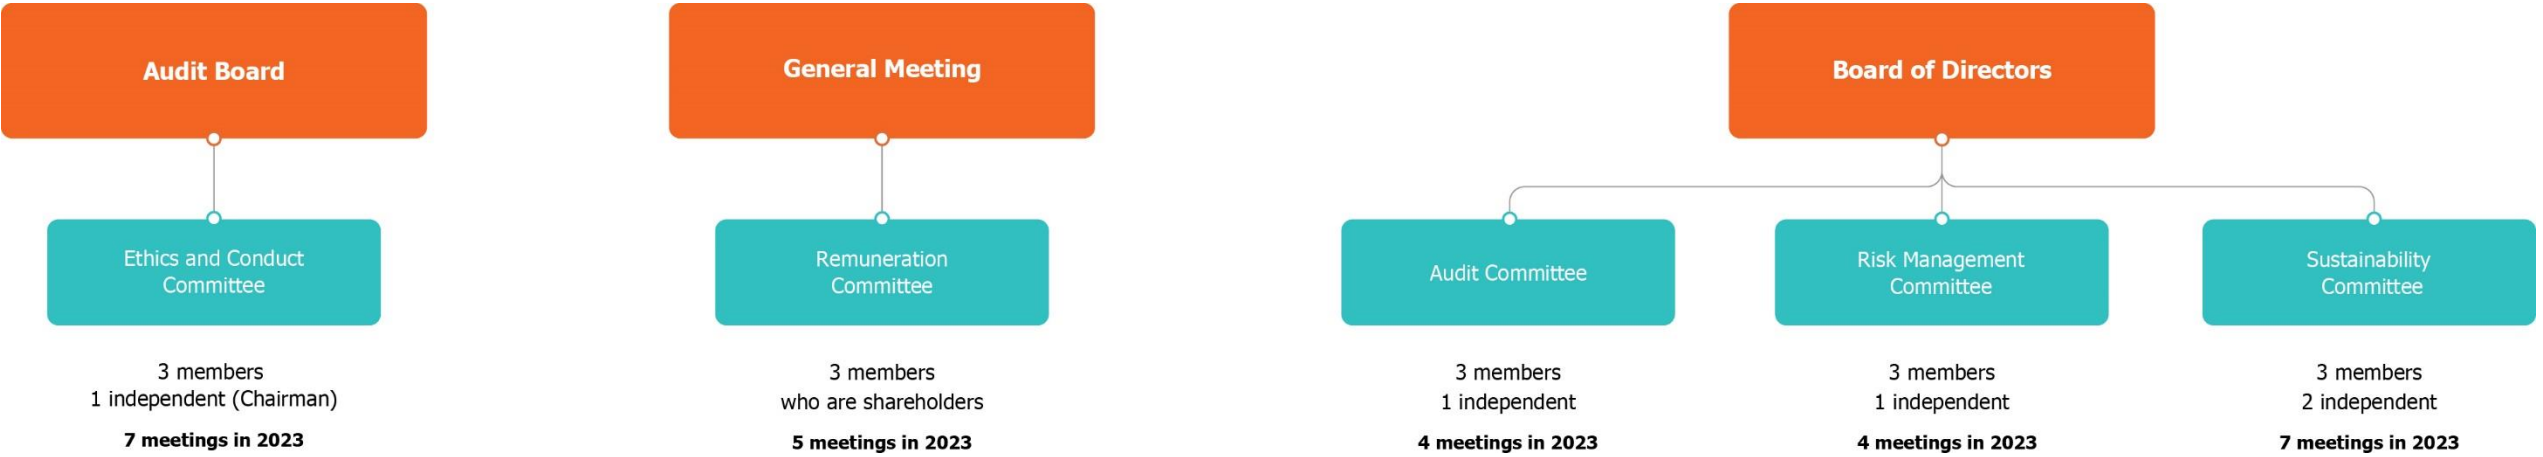 Audit Board
General Meeting
Board of Directors
Ethics and Conduct
Committee
Remuneration
Committee
Audit Committee
Risk Management
Committee
Sustainability
Committee
3 members
1 independent (Chairman)
7 meetings in 2023
3 members
who are shareholders
5 meetings in 2023
3 members
1 independent
4 meetings in 2023
3 members
1 independent
4 meetings in 2023
3 members
2 independent
7 meetings in 2023